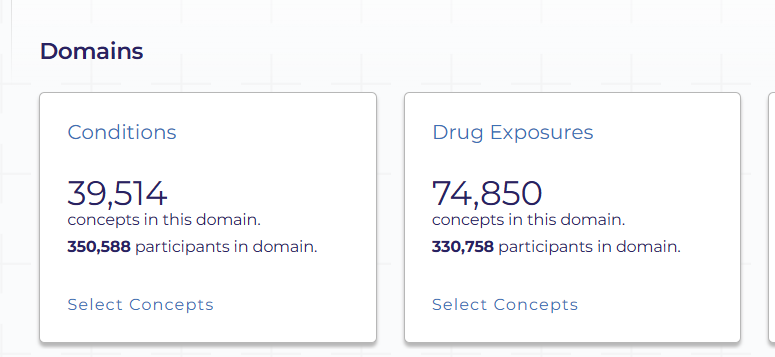 Domains
Conditions
39,514
concepts in this domain.
350,588 participants in domain.
Select Concepts
Drug Exposures
74,850
concepts in this domain.
330,758 participants in domain.
Select Concepts